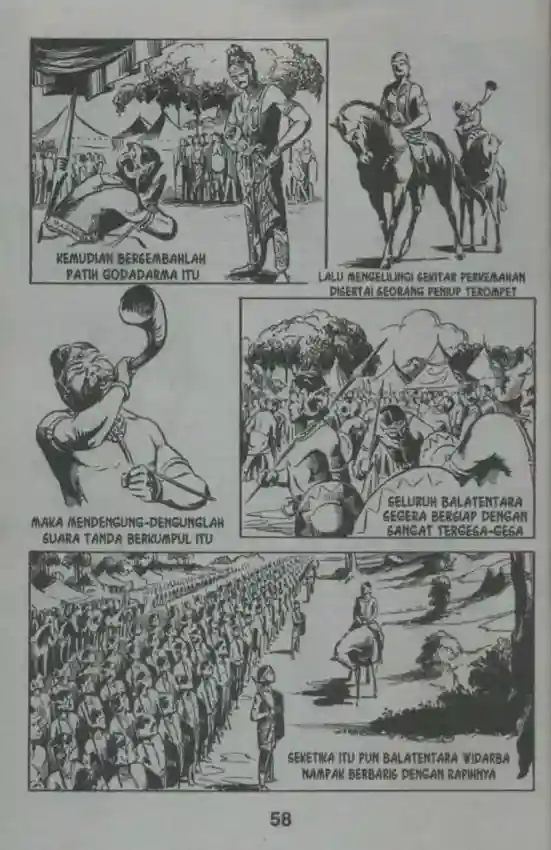 KEMUDIAN BERSEMBAHLAH
PATIH GODADARMA ITU
LALU MENGELILINGI SEKITAR PERKEMAHAN
DISERTAI SEORANG PENIUP TEROMPET
MAKA MENDENGUNG-DENGUNGLAH
SUARA TANDA BERKUMPUL ITU
SELURUH BALATENTARA
SEGERA BERSIAP DENGAN
SANGAT TERGESA-GESA
SEKETIKA ITU PUN BALATENTARA WIDARBA
NAMPAK BERBARIS DENGAN RAPIHNYA
58